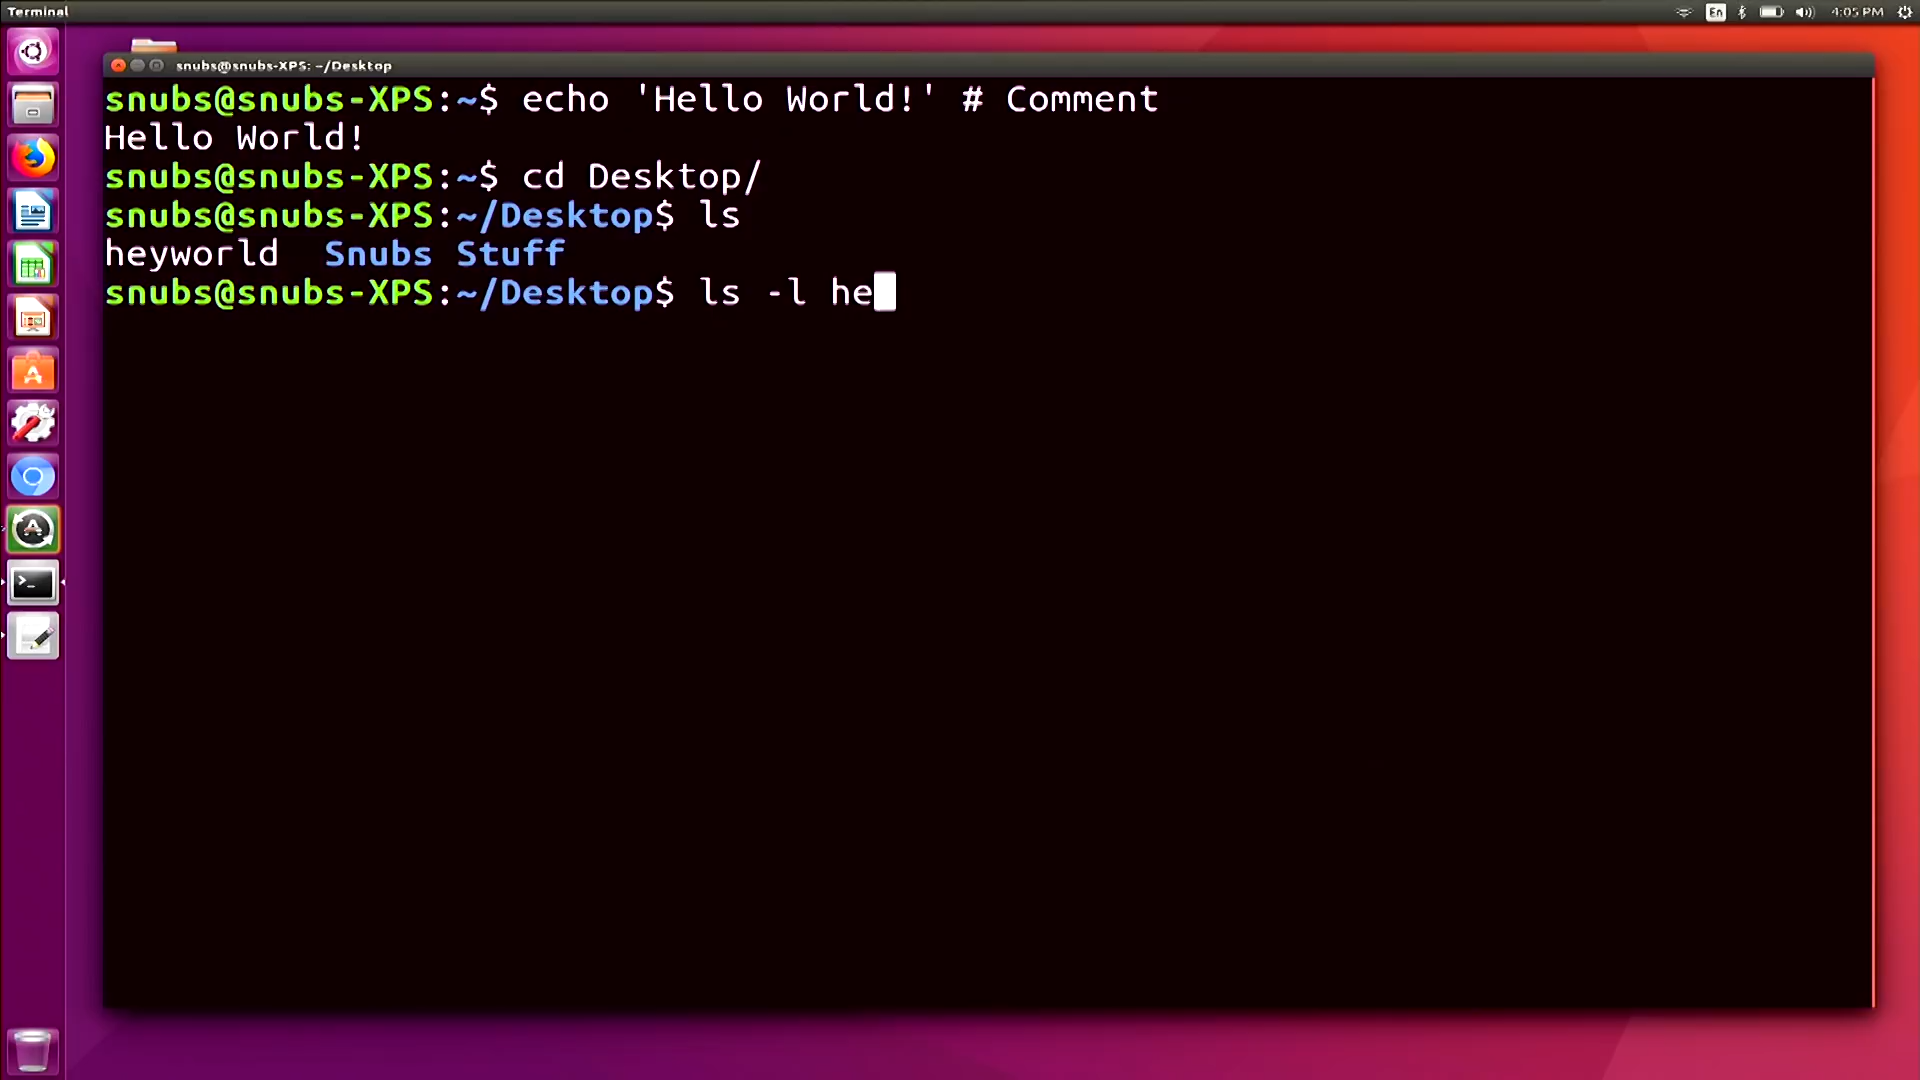 Terminal
En
4:05 PM
snubs@snubs-XPS: ~/Desktop
snubs@snubs-XPS:~$ echo 'Hello World!' # Comment
Hello World!
snubs@snubs-XPS:~$ cd Desktop/
snubs@snubs-XPS:~/Desktop$ ls
heyworld  Snubs Stuff
snubs@snubs-XPS:~/Desktop$ ls -l he